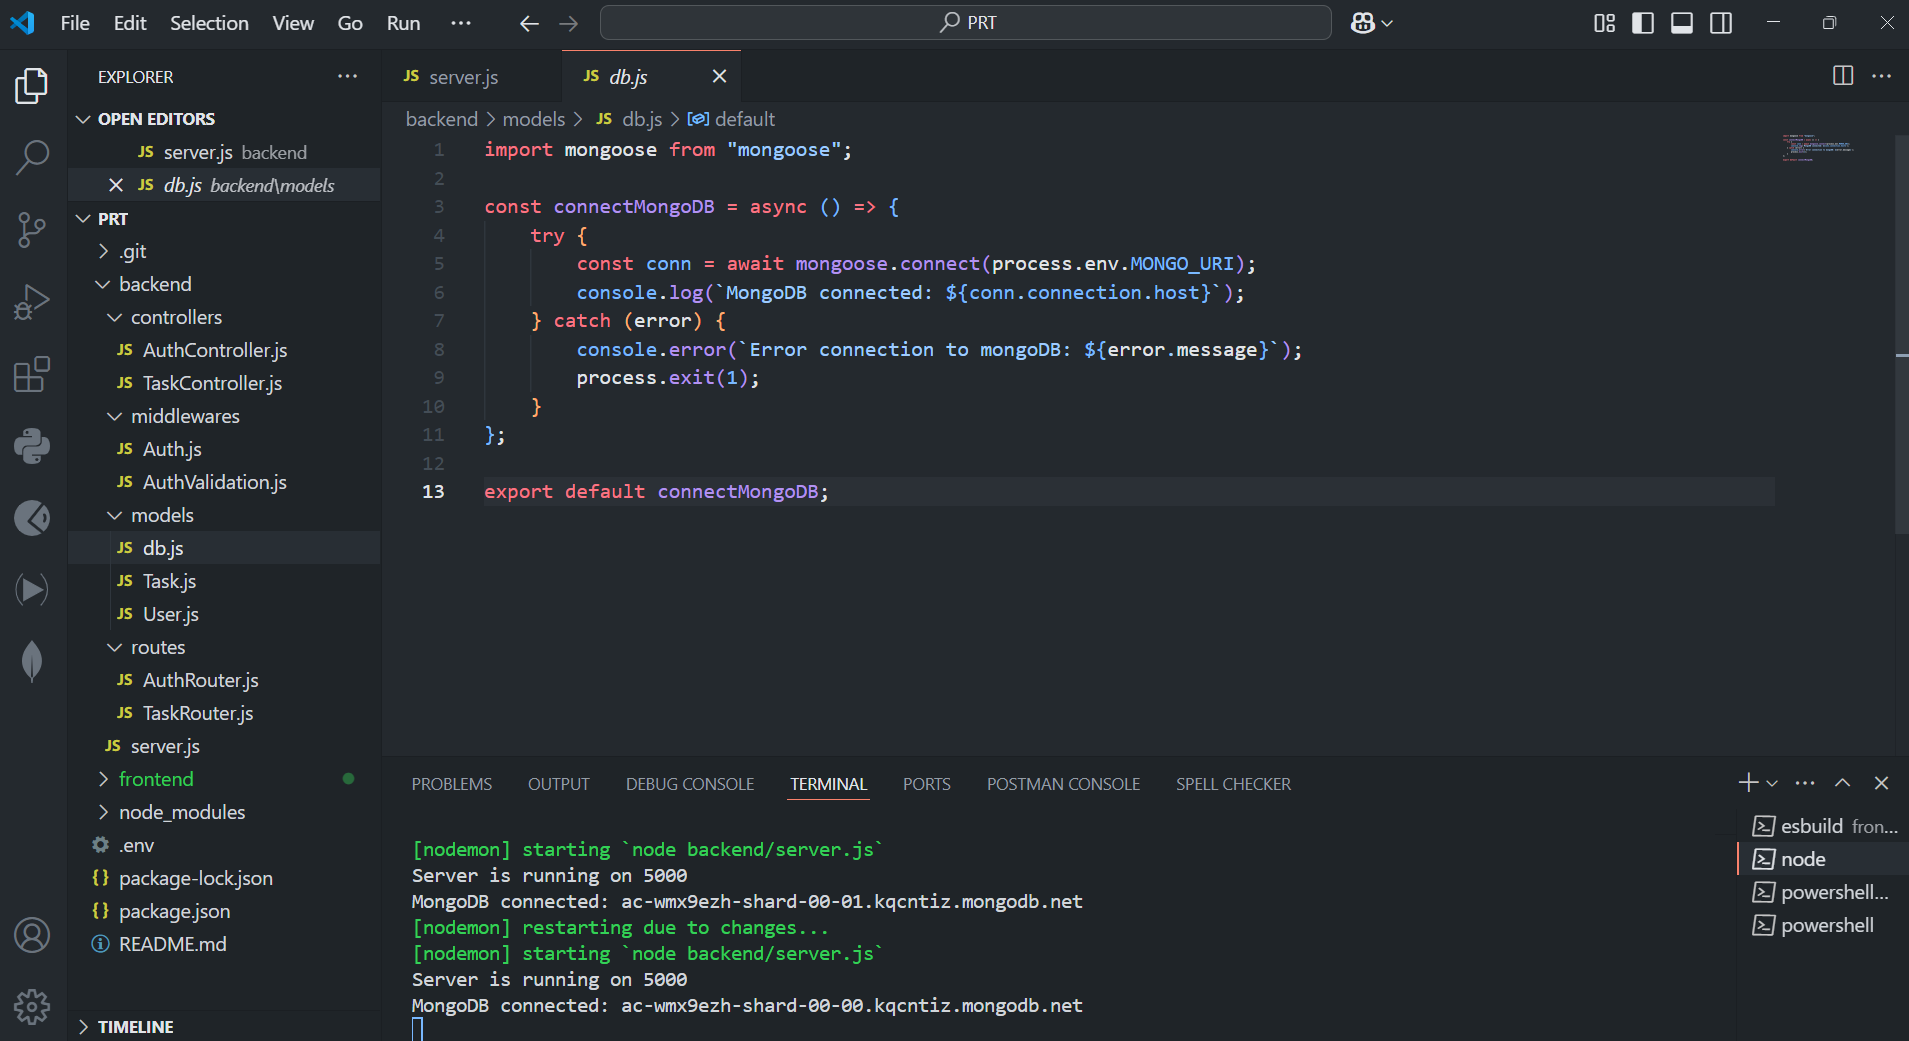 File Edit Selection View Go Run ··· PRT
EXPLORER ···
OPEN EDITORS
JS server.js backend
JS db.js backend\models
PRT
.git
backend
controllers
JS AuthController.js
JS TaskController.js
middlewares
JS Auth.js
JS AuthValidation.js
models
JS db.js
JS Task.js
JS User.js
routes
JS AuthRouter.js
JS TaskRouter.js
JS server.js
frontend
node_modules
.env
{} package-lock.json
{} package.json
README.md
TIMELINE
JS server.js JS db.js
backend > models > JS db.js > default
1 import mongoose from "mongoose";
2
3 const connectMongoDB = async () => {
4 try {
5 const conn = await mongoose.connect(process.env.MONGO_URI);
6 console.log(`MongoDB connected: ${conn.connection.host}`);
7 } catch (error) {
8 console.error(`Error connection to mongoDB: ${error.message}`);
9 process.exit(1);
10 }
11 };
12
13 export default connectMongoDB;
PROBLEMS OUTPUT DEBUG CONSOLE TERMINAL PORTS POSTMAN CONSOLE SPELL CHECKER
[nodemon] starting `node backend/server.js`
Server is running on 5000
MongoDB connected: ac-wmx9ezh-shard-00-01.kqcntiz.mongodb.net
[nodemon] restarting due to changes...
[nodemon] starting `node backend/server.js`
Server is running on 5000
MongoDB connected: ac-wmx9ezh-shard-00-00.kqcntiz.mongodb.net
esbuild fron...
node
powershell...
powershell